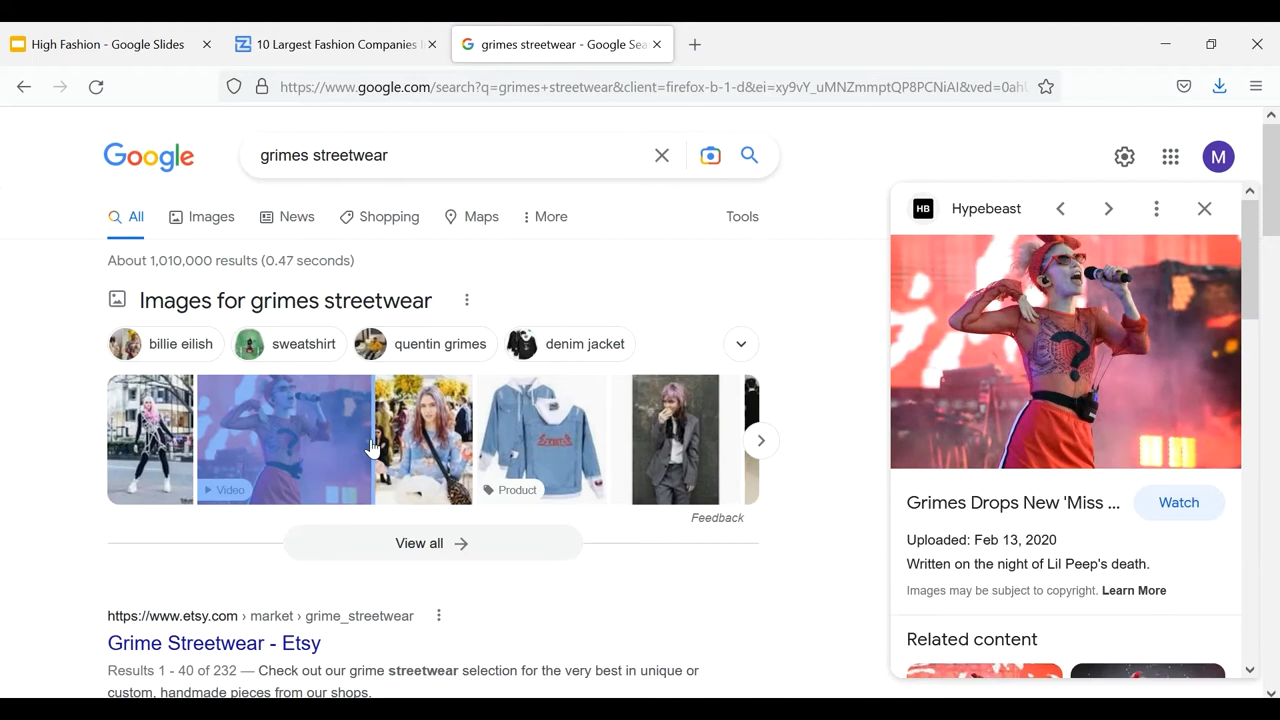 High Fashion - Google Slides
10 Largest Fashion Companies
grimes streetwear - Google Sea
https://www.google.com/search?q=grimes+streetwear&client=firefox-b-1-d&ei=xy9vY_uMNZmmptQP8PCNiAI&ved=0ahU
Google
grimes streetwear
M
All
Images
News
Shopping
Maps
More
Tools
HB
Hypebeast
About 1,010,000 results (0.47 seconds)
Images for grimes streetwear
billie eilish
sweatshirt
quentin grimes
denim jacket
Video
Product
Feedback
View all
Grimes Drops New 'Miss ...
Watch
Uploaded: Feb 13, 2020
Written on the night of Lil Peep's death.
Images may be subject to copyright. Learn More
Related content
https://www.etsy.com › market › grime_streetwear
Grime Streetwear - Etsy
Results 1 - 40 of 232 — Check out our grime streetwear selection for the very best in unique or
custom, handmade pieces from our shops.